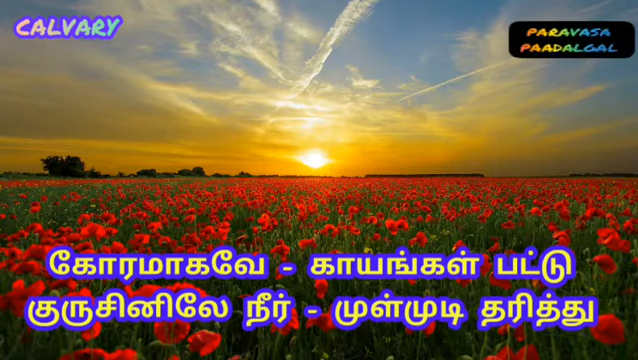 CALVARY
PARAVASA
PAADALGAL
கோரமாகவே - காயங்கள் பட்டு
குருசினிலே நீர் - முள்முடி தரித்து